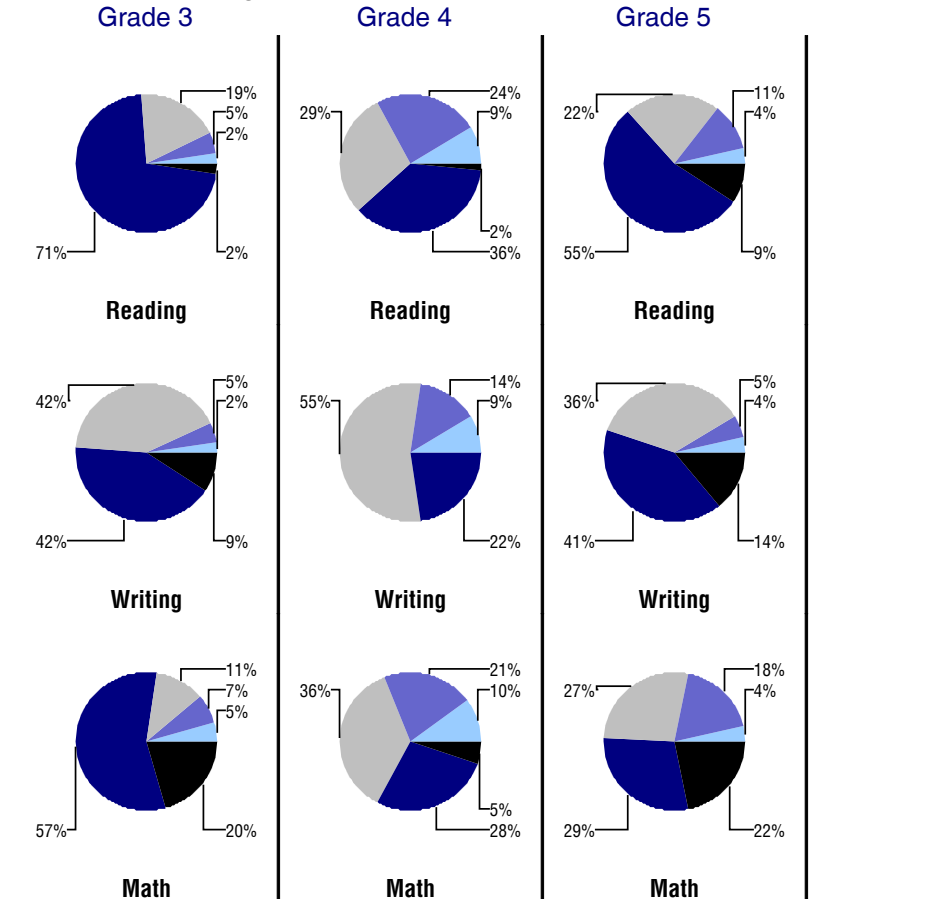 Grade 3 Grade 4 Grade 5
19% 24% 11%
5% 29% 9% 22% 4%
2%
2%
71% 2% 36% 55% 9%
Reading Reading Reading
5% 14% 5%
42% 2% 55% 9% 36% 4%
42% 9% 22% 41% 14%
Writing Writing Writing
11% 21% 18%
7% 36% 10% 27% 4%
5%
5%
57% 20% 28% 29% 22%
Math Math Math